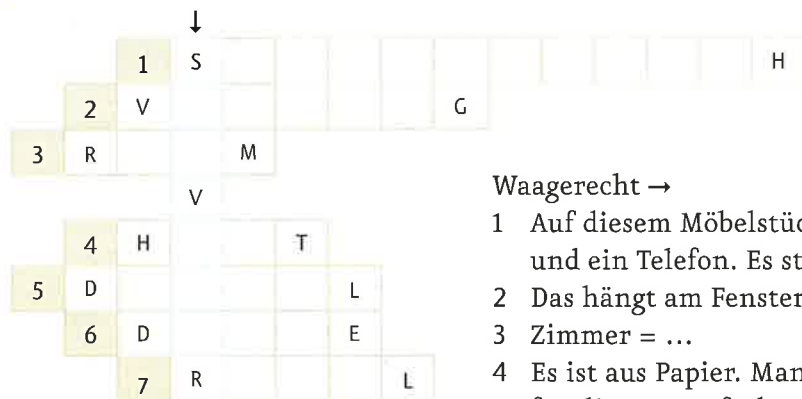 ↓
1 S H
2 V G
3 R M
V
4 H T
5 D L
6 D E
7 R L
Waagerecht →
1 Auf diesem Möbelstüc
und ein Telefon. Es st
2 Das hängt am Fenster
3 Zimmer = ...
4 Es ist aus Papier. Man